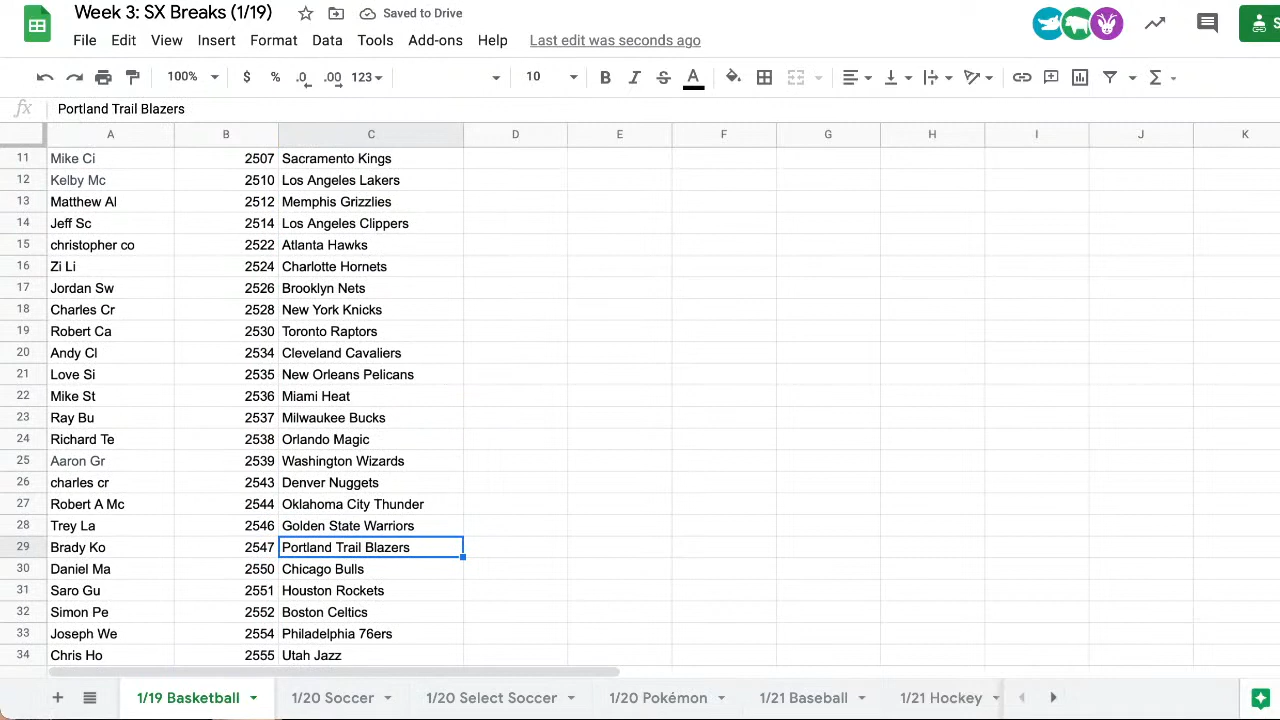 Week 3: SX Breaks (1/19)
Saved to Drive
File Edit View Insert Format Data Tools Add-ons Help Last edit was seconds ago
100% $ % .0 .00 123 10 B I S A
fx Portland Trail Blazers
A B C D E F G H I J K
11 Mike Ci 2507 Sacramento Kings
12 Kelby Mc 2510 Los Angeles Lakers
13 Matthew Al 2512 Memphis Grizzlies
14 Jeff Sc 2514 Los Angeles Clippers
15 christopher co 2522 Atlanta Hawks
16 Zi Li 2524 Charlotte Hornets
17 Jordan Sw 2526 Brooklyn Nets
18 Charles Cr 2528 New York Knicks
19 Robert Ca 2530 Toronto Raptors
20 Andy Cl 2534 Cleveland Cavaliers
21 Love Si 2535 New Orleans Pelicans
22 Mike St 2536 Miami Heat
23 Ray Bu 2537 Milwaukee Bucks
24 Richard Te 2538 Orlando Magic
25 Aaron Gr 2539 Washington Wizards
26 charles cr 2543 Denver Nuggets
27 Robert A Mc 2544 Oklahoma City Thunder
28 Trey La 2546 Golden State Warriors
29 Brady Ko 2547 Portland Trail Blazers
30 Daniel Ma 2550 Chicago Bulls
31 Saro Gu 2551 Houston Rockets
32 Simon Pe 2552 Boston Celtics
33 Joseph We 2554 Philadelphia 76ers
34 Chris Ho 2555 Utah Jazz
1/19 Basketball 1/20 Soccer 1/20 Select Soccer 1/20 Pokémon 1/21 Baseball 1/21 Hockey